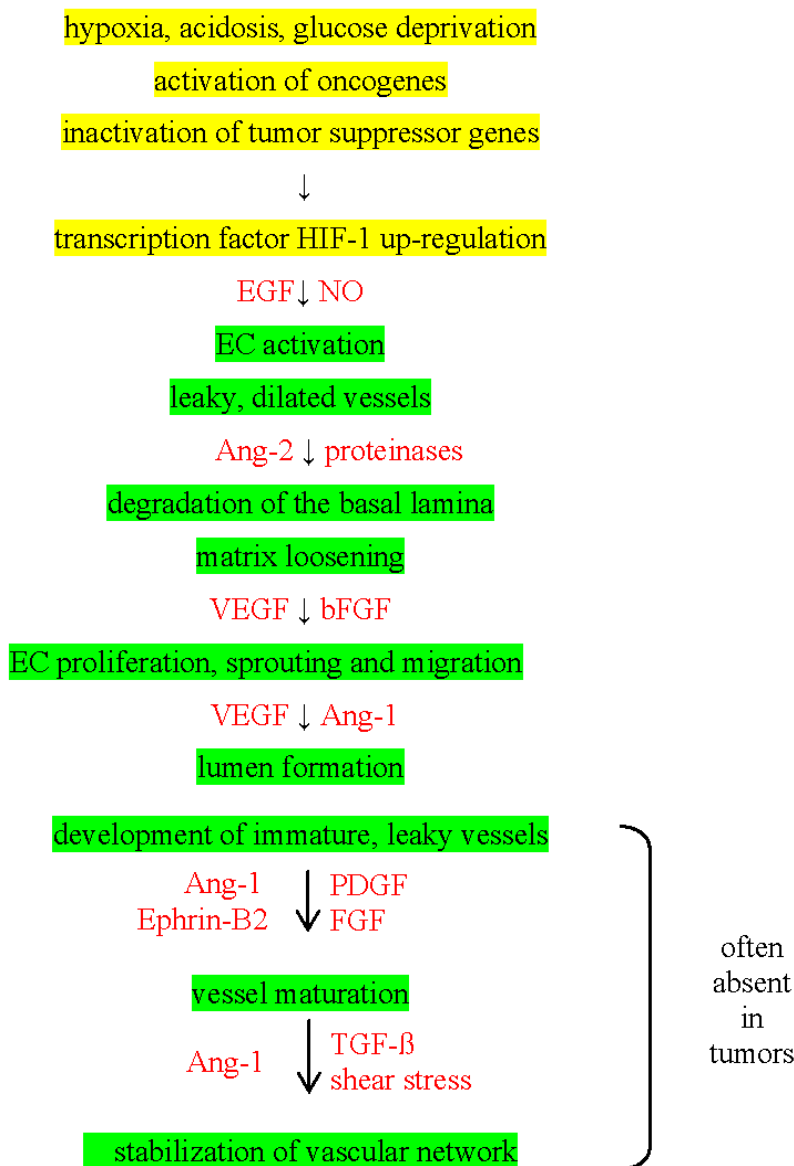 hypoxia, acidosis, glucose deprivation
activation of oncogenes
inactivation of tumor suppressor genes
↓
transcription factor HIF-1 up-regulation
EGF ↓ NO
EC activation
leaky, dilated vessels
Ang-2 ↓ proteinases
degradation of the basal lamina
matrix loosening
VEGF ↓ bFGF
EC proliferation, sprouting and migration
VEGF ↓ Ang-1
lumen formation
development of immature, leaky vessels
Ang-1 PDGF
Ephrin-B2 FGF
vessel maturation
Ang-1
TGF-ß
shear stress
stabilization of vascular network
often
absent
in
tumors